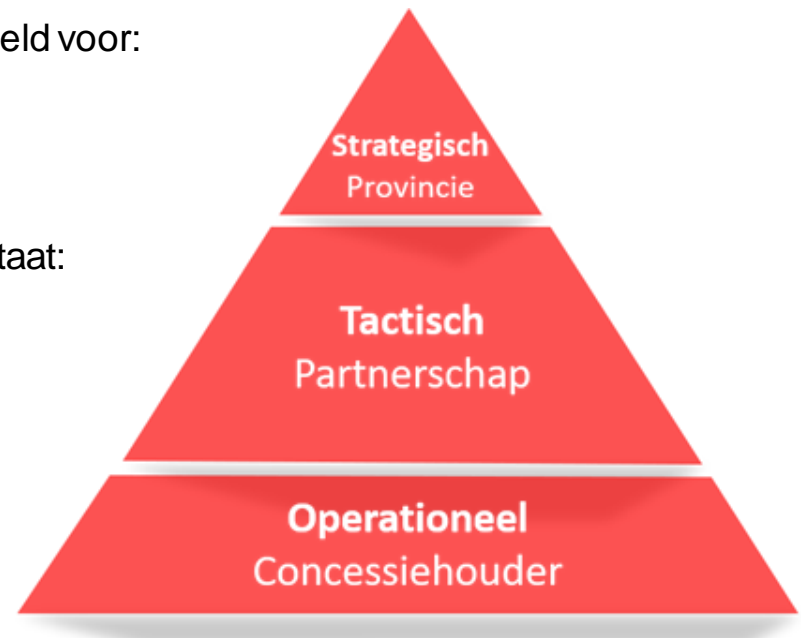 eld voor:
Strategisch
Provincie
taat:
Tactisch
Partnerschap
Operationeel
Concessiehouder